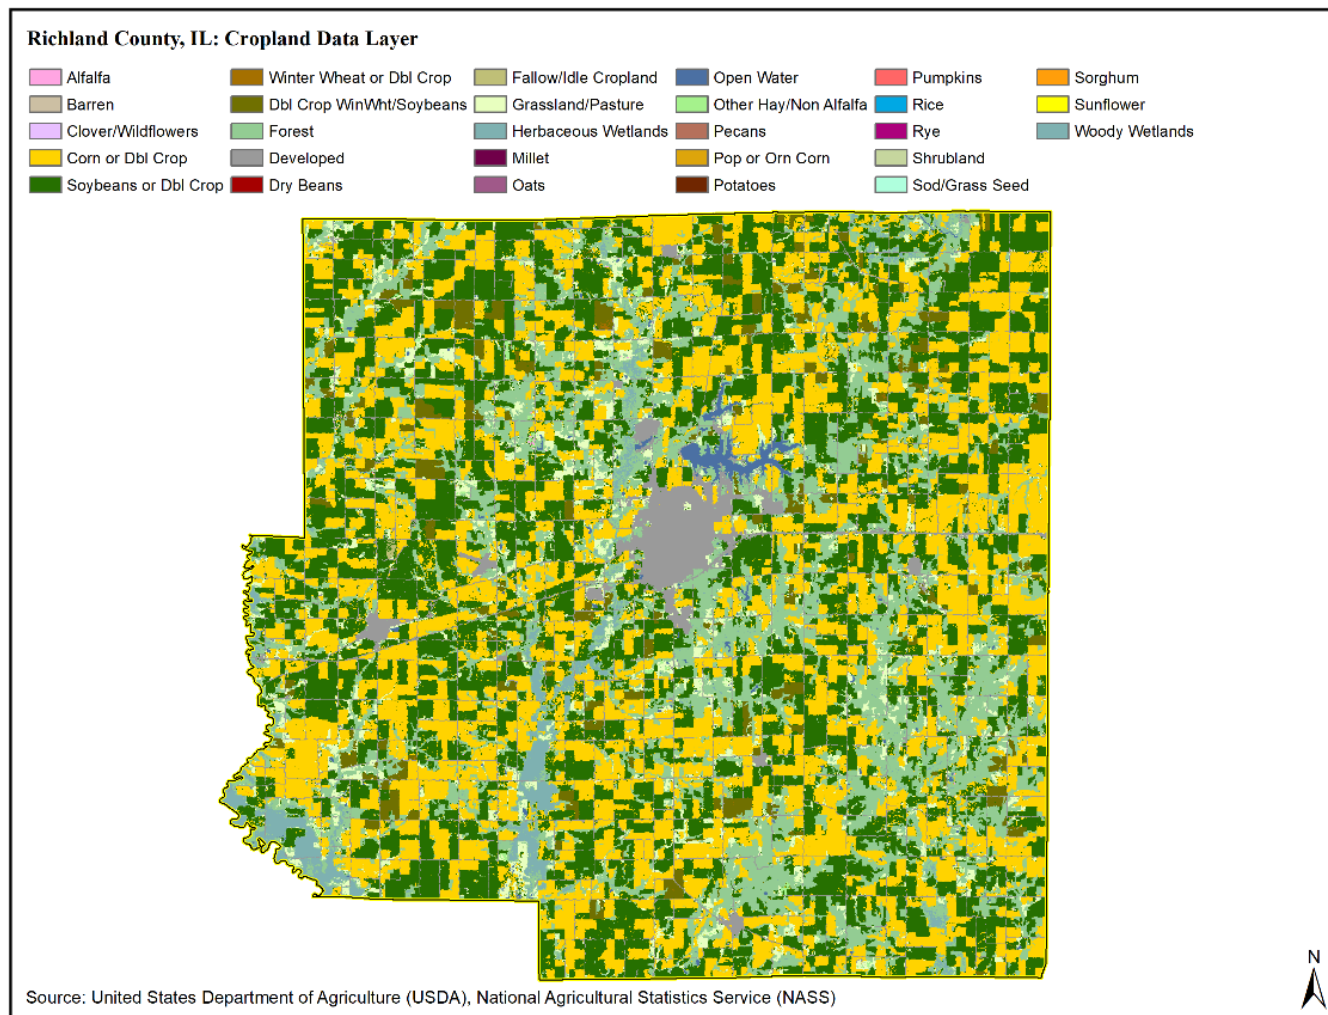 Richland County, IL: Cropland Data Layer
Alfalfa
Barren
Clover/Wildflowers
Corn or Dbl Crop
Soybeans or Dbl Crop
Winter Wheat or Dbl Crop
Dbl Crop WinWht/Soybeans
Forest
Developed
Dry Beans
Fallow/Idle Cropland
Grassland/Pasture
Herbaceous Wetlands
Millet
Oats
Open Water
Other Hay/Non Alfalfa
Pecans
Pop or Orn Corn
Potatoes
Pumpkins
Rice
Rye
Shrubland
Sod/Grass Seed
Sorghum
Sunflower
Woody Wetlands
N
Source: United States Department of Agriculture (USDA), National Agricultural Statistics Service (NASS)